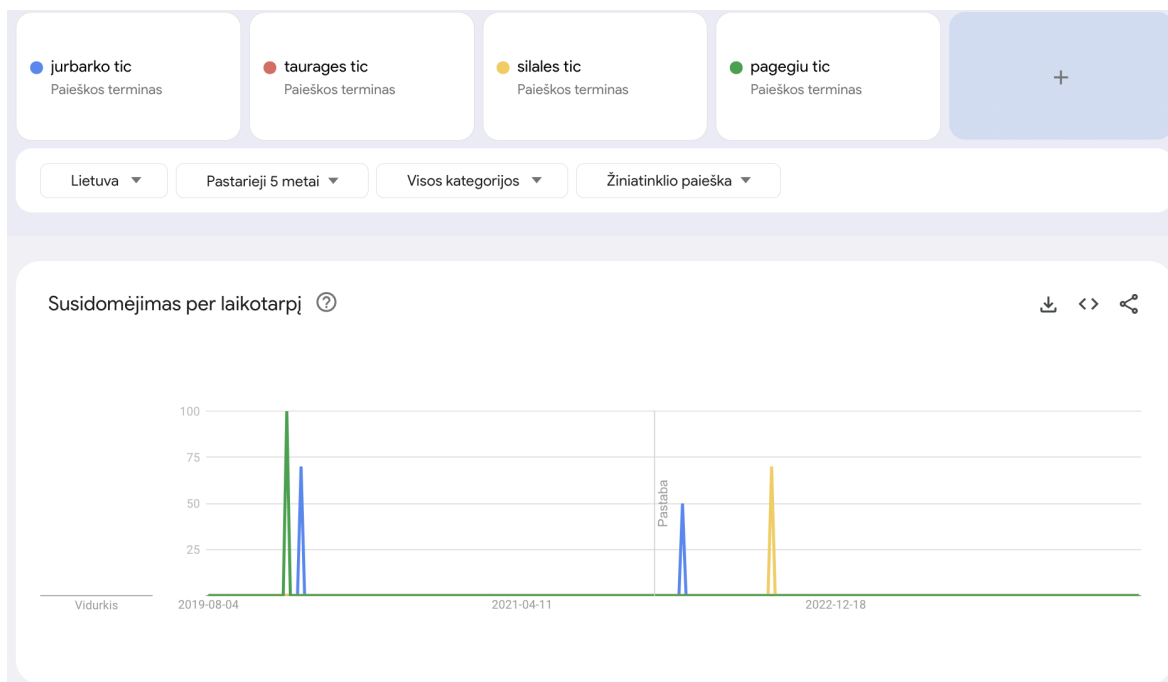 jurbarko tic
Paieškos terminas
taurages tic
Paieškos terminas
silales tic
Paieškos terminas
pagegiu tic
Paieškos terminas
+
Lietuva
Pastarieji 5 metai
Visos kategorijos
Žiniatinklio paieška
Susidomėjimas per laikotarpį
?
100
75
50
25
Pastaba
Vidurkis
2019-08-04
2021-04-11
2022-12-18